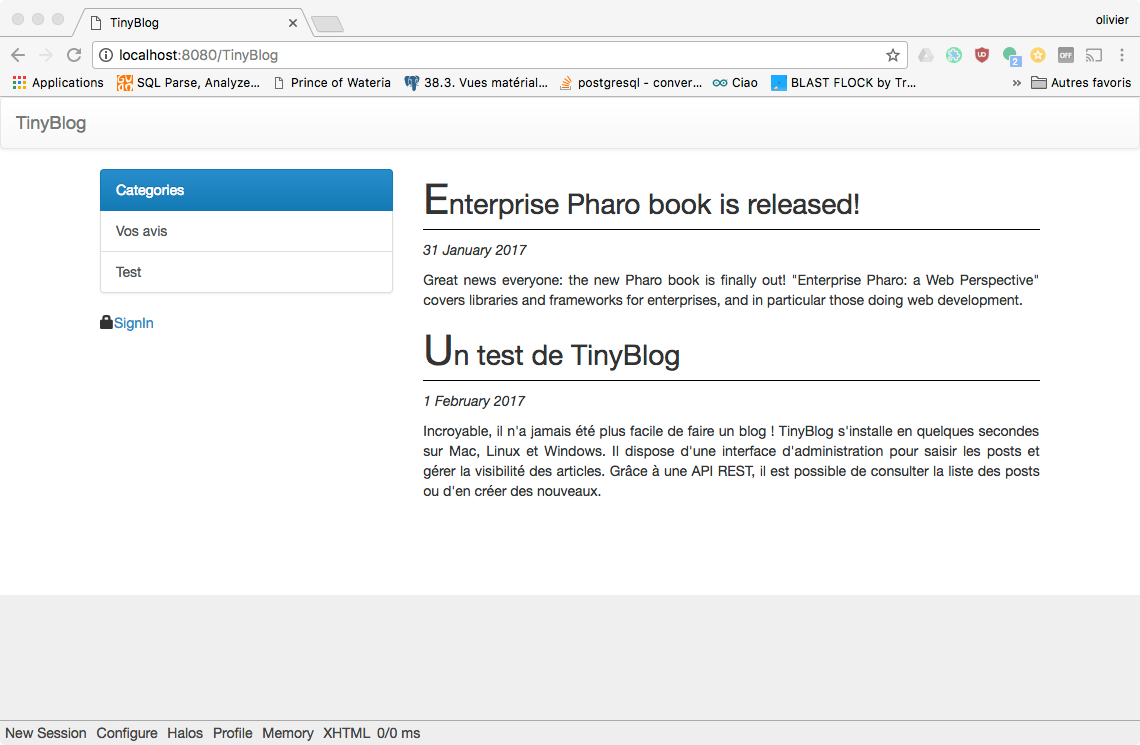 TinyBlog
olivier
localhost:8080/TinyBlog
2
OFF
Applications SQL Parse, Analyze... Prince of Wateria 38.3. Vues matérial... postgresql - conver... Ciao BLAST FLOCK by Tr... » Autres favoris
TinyBlog
Categories
Vos avis
Test
SignIn
Enterprise Pharo book is released!
31 January 2017
Great news everyone: the new Pharo book is finally out! "Enterprise Pharo: a Web Perspective"
covers libraries and frameworks for enterprises, and in particular those doing web development.
Un test de TinyBlog
1 February 2017
Incroyable, il n'a jamais été plus facile de faire un blog ! TinyBlog s'installe en quelques secondes
sur Mac, Linux et Windows. Il dispose d'une interface d'administration pour saisir les posts et
gérer la visibilité des articles. Grâce à une API REST, il est possible de consulter la liste des posts
ou d'en créer des nouveaux.
New Session Configure Halos Profile Memory XHTML 0/0 ms